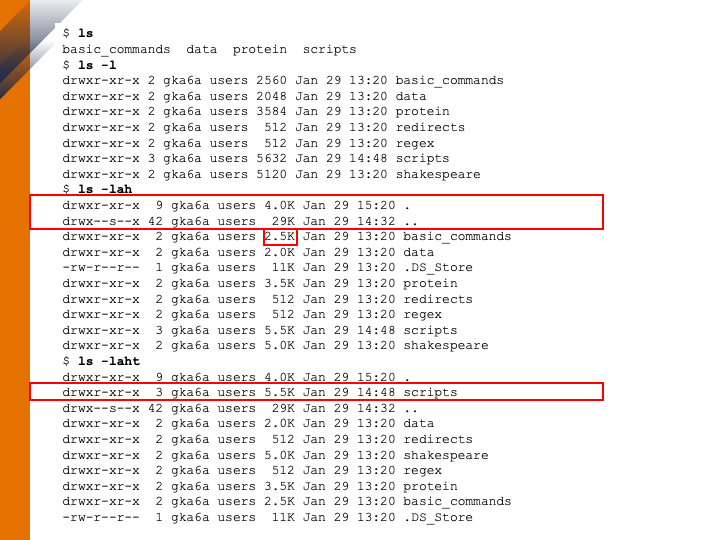 $ ls
basic_commands  data  protein  scripts
$ ls -l
drwxr-xr-x 2 gka6a users 2560 Jan 29 13:20 basic_commands
drwxr-xr-x 2 gka6a users 2048 Jan 29 13:20 data
drwxr-xr-x 2 gka6a users 3584 Jan 29 13:20 protein
drwxr-xr-x 2 gka6a users  512 Jan 29 13:20 redirects
drwxr-xr-x 2 gka6a users  512 Jan 29 13:20 regex
drwxr-xr-x 3 gka6a users 5632 Jan 29 14:48 scripts
drwxr-xr-x 2 gka6a users 5120 Jan 29 13:20 shakespeare
$ ls -lah
drwxr-xr-x  9 gka6a users 4.0K Jan 29 15:20 .
drwx--s--x 42 gka6a users  29K Jan 29 14:32 ..
drwxr-xr-x  2 gka6a users 2.5K Jan 29 13:20 basic_commands
drwxr-xr-x  2 gka6a users 2.0K Jan 29 13:20 data
-rw-r--r--  1 gka6a users  11K Jan 29 13:20 .DS_Store
drwxr-xr-x  2 gka6a users 3.5K Jan 29 13:20 protein
drwxr-xr-x  2 gka6a users  512 Jan 29 13:20 redirects
drwxr-xr-x  2 gka6a users  512 Jan 29 13:20 regex
drwxr-xr-x  3 gka6a users 5.5K Jan 29 14:48 scripts
drwxr-xr-x  2 gka6a users 5.0K Jan 29 13:20 shakespeare
$ ls -laht
drwxr-xr-x  9 gka6a users 4.0K Jan 29 15:20 .
drwxr-xr-x  3 gka6a users 5.5K Jan 29 14:48 scripts
drwx--s--x 42 gka6a users  29K Jan 29 14:32 ..
drwxr-xr-x  2 gka6a users 2.0K Jan 29 13:20 data
drwxr-xr-x  2 gka6a users  512 Jan 29 13:20 redirects
drwxr-xr-x  2 gka6a users 5.0K Jan 29 13:20 shakespeare
drwxr-xr-x  2 gka6a users  512 Jan 29 13:20 regex
drwxr-xr-x  2 gka6a users 3.5K Jan 29 13:20 protein
drwxr-xr-x  2 gka6a users 2.5K Jan 29 13:20 basic_commands
-rw-r--r--  1 gka6a users  11K Jan 29 13:20 .DS_Store